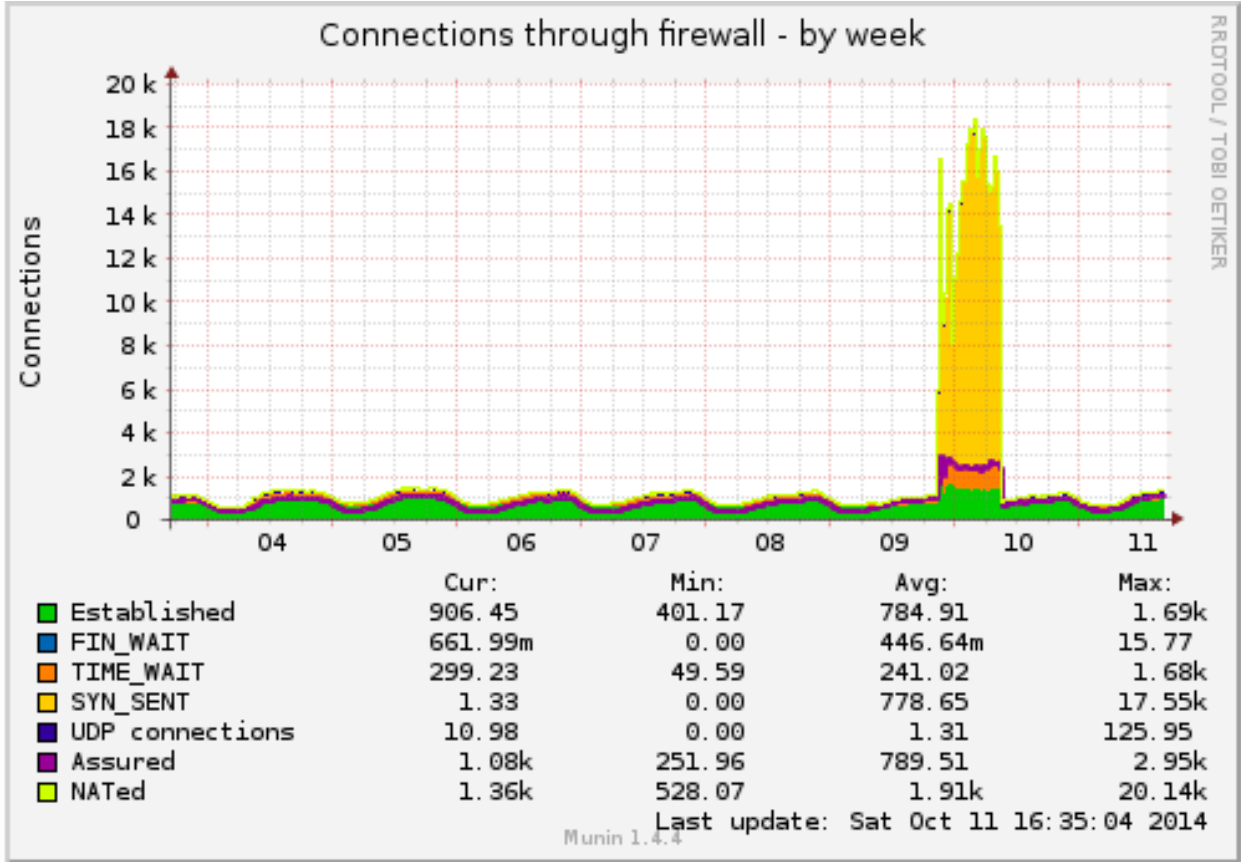 Connections through firewall - by week
RRDTOOL / TOBI OETIKER
Connections
20 k
18 k
16 k
14 k
12 k
10 k
8 k
6 k
4 k
2 k
0
04 05 06 07 08 09 10 11
Cur: Min: Avg: Max:
Established 906.45 401.17 784.91 1.69k
FIN_WAIT 661.99m 0.00 446.64m 15.77
TIME_WAIT 299.23 49.59 241.02 1.68k
SYN_SENT 1.33 0.00 778.65 17.55k
UDP connections 10.98 0.00 1.31 125.95
Assured 1.08k 251.96 789.51 2.95k
NATed 1.36k 528.07 1.91k 20.14k
Last update: Sat Oct 11 16:35:04 2014
Munin 1.4.4